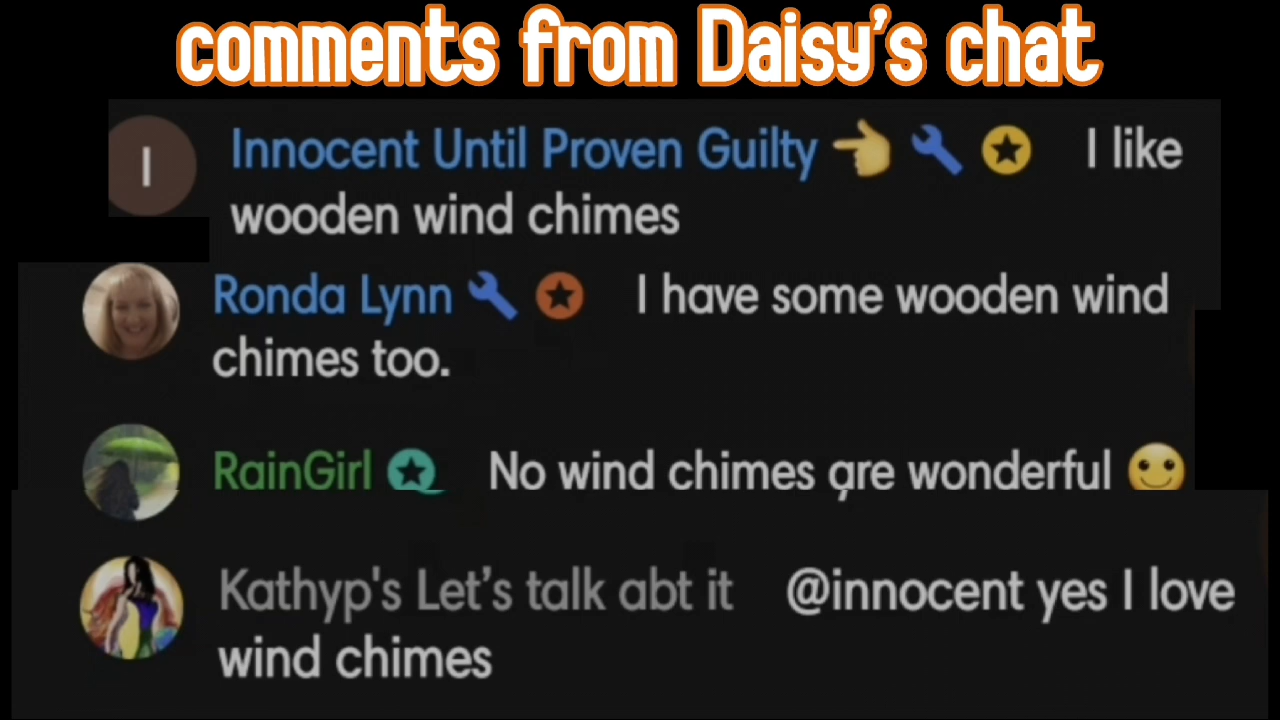 comments from Daisy's chat
I
Innocent Until Proven Guilty I like
wooden wind chimes
Ronda Lynn I have some wooden wind
chimes too.
RainGirl No wind chimes are wonderful
Kathyp's Let's talk abt it @innocent yes I love
wind chimes